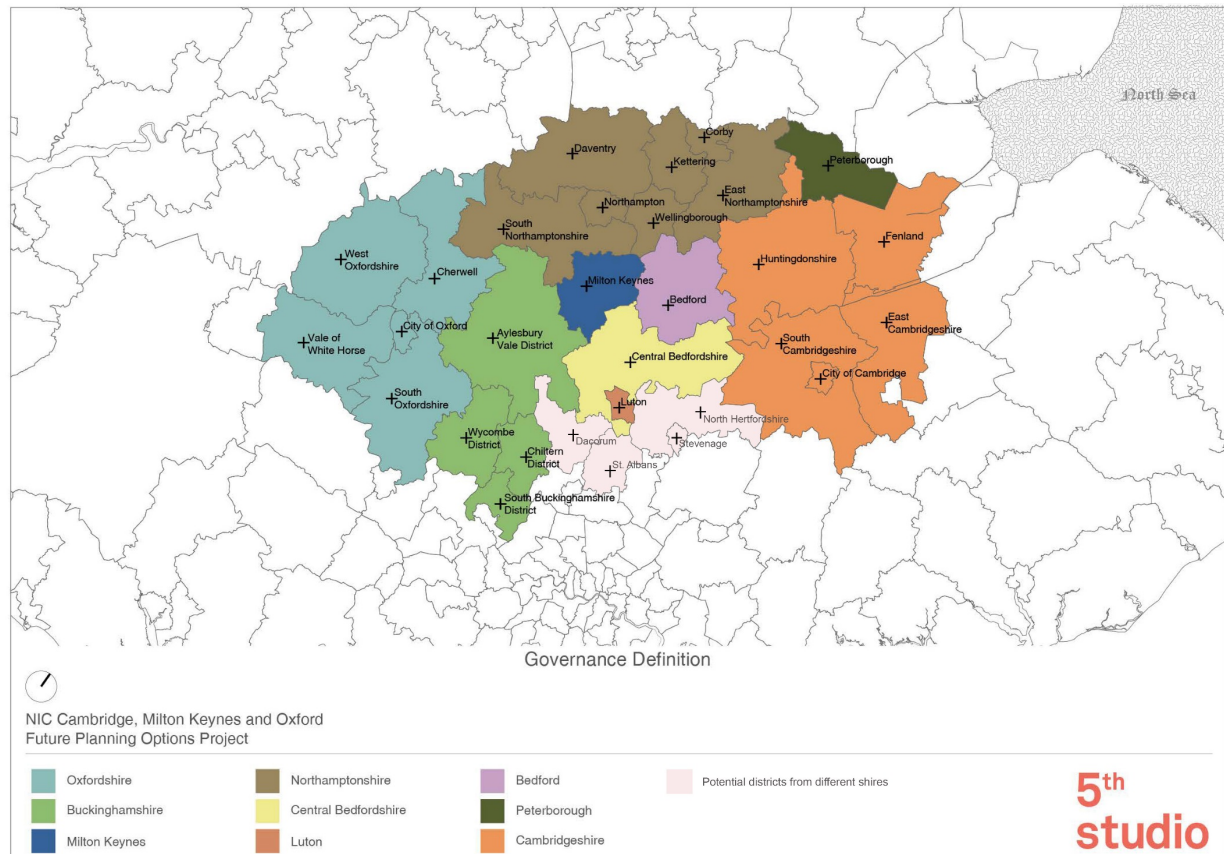 North Sea
Corby
Daventry
Kettering
Peterborough
East
Northamptonshire
Northampton
Wellingborough
South
Northamptonshire
Fenland
West
Oxfordshire
Cherwell
Huntingdonshire
Milton Keynes
Bedford
East
Cambridgeshire
City of Oxford
Vale of
White Horse
Aylesbury
Vale District
South
Cambridgeshire
Central Bedfordshire
City of Cambridge
South
Oxfordshire
Luton
North Hertfordshire
Dacorum
Stevenage
Wycombe
District
Chiltern
District
St. Albans
South Buckinghamshire
District
Governance Definition
NIC Cambridge, Milton Keynes and Oxford
Future Planning Options Project
Oxfordshire
Buckinghamshire
Milton Keynes
Northamptonshire
Central Bedfordshire
Luton
Bedford
Peterborough
Cambridgeshire
Potential districts from different shires
5th
studio